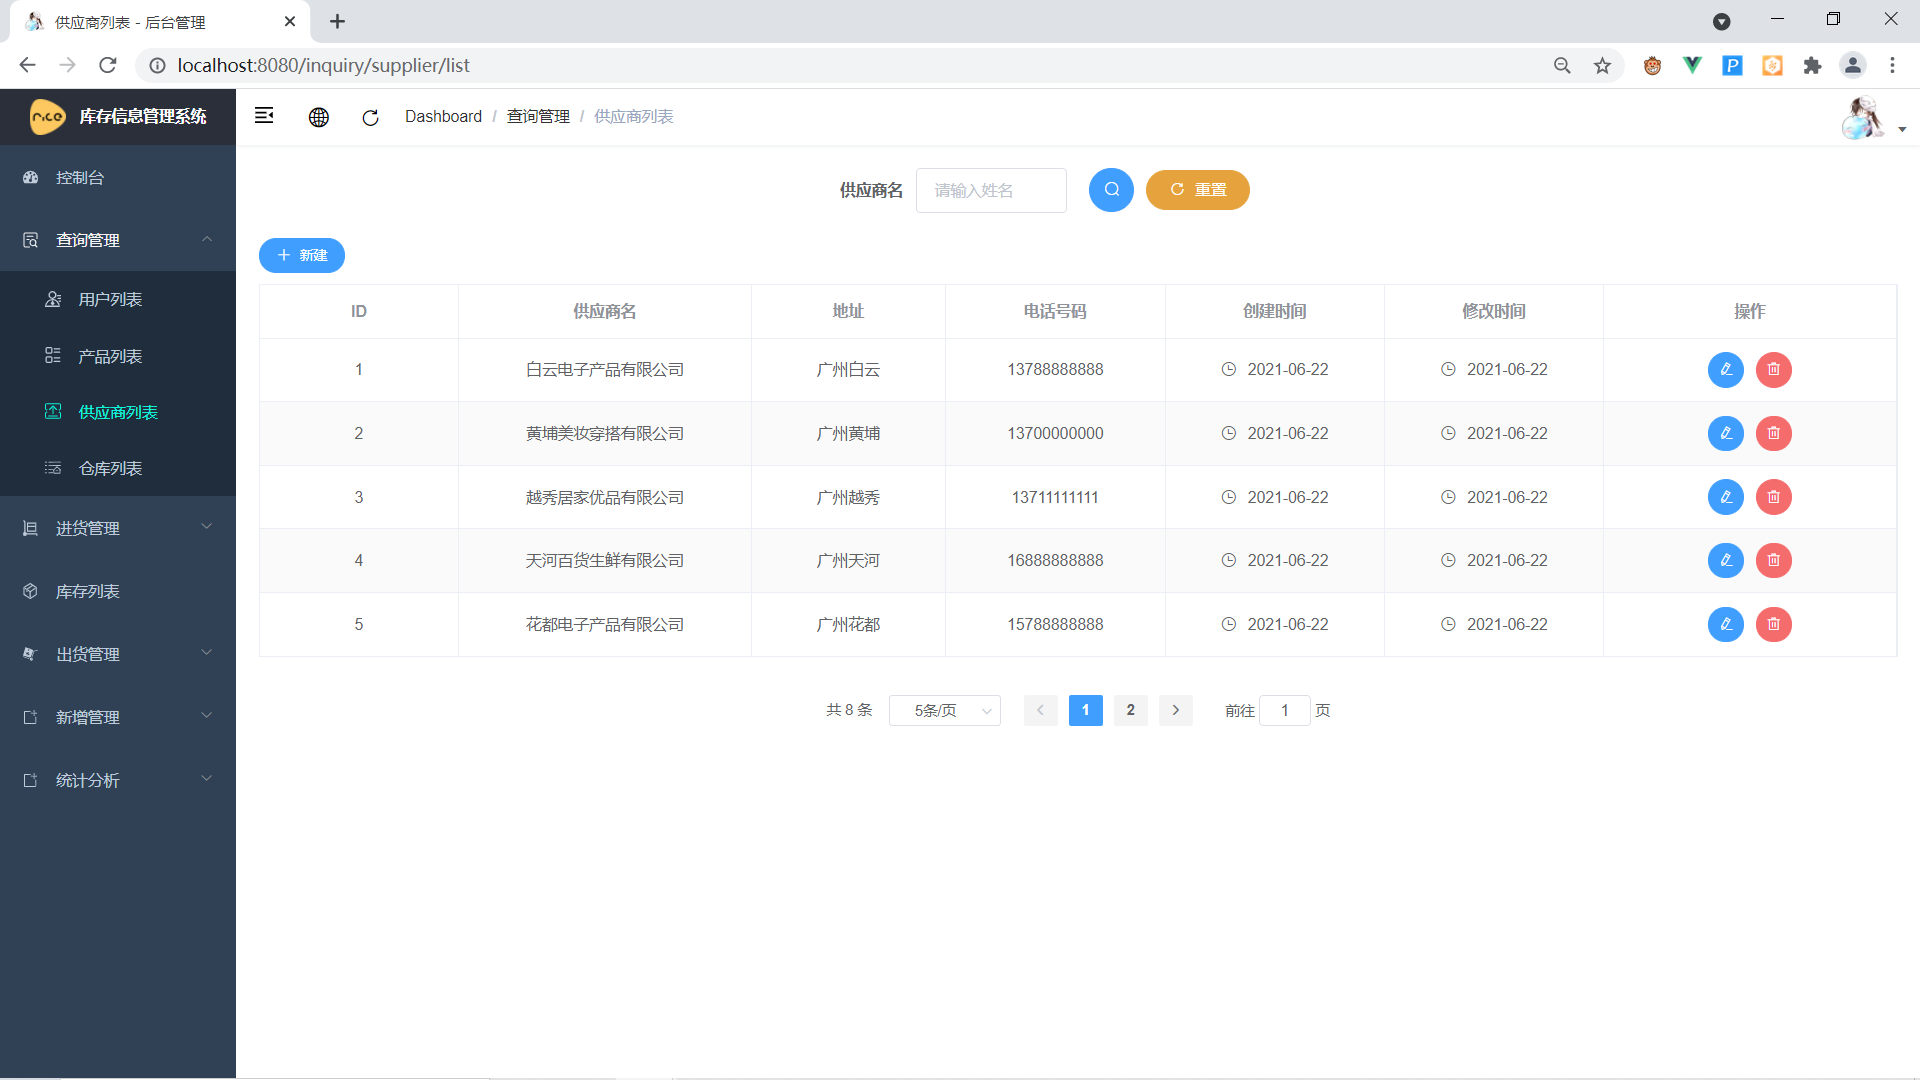 供应商列表 - 后台管理
localhost:8080/inquiry/supplier/list
nice 库存信息管理系统
Dashboard / 查询管理 / 供应商列表
控制台
查询管理
用户列表
产品列表
供应商列表
仓库列表
进货管理
库存列表
出货管理
新增管理
统计分析
供应商名 请输入姓名 重置
新建
ID 供应商名 地址 电话号码 创建时间 修改时间 操作
1 白云电子产品有限公司 广州白云 13788888888 2021-06-22 2021-06-22
2 黄埔美妆穿搭有限公司 广州黄埔 13700000000 2021-06-22 2021-06-22
3 越秀居家优品有限公司 广州越秀 13711111111 2021-06-22 2021-06-22
4 天河百货生鲜有限公司 广州天河 16888888888 2021-06-22 2021-06-22
5 花都电子产品有限公司 广州花都 15788888888 2021-06-22 2021-06-22
共 8 条 5条/页 1 2 前往 1 页